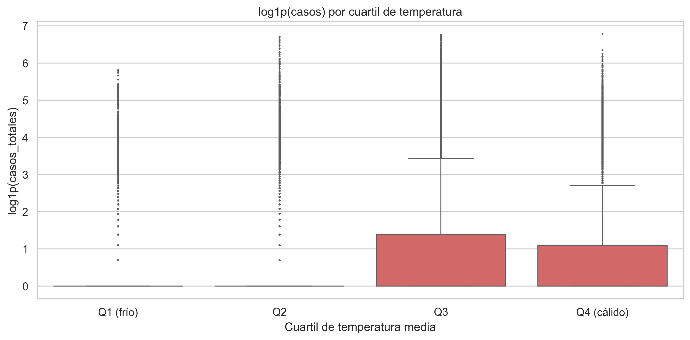 log1p(casos) por cuartil de temperatura
7
6
5
4
3
2
1
0
log1p(casos_totales)
Q1 (frío)
Q2
Q3
Q4 (cálido)
Cuartil de temperatura media